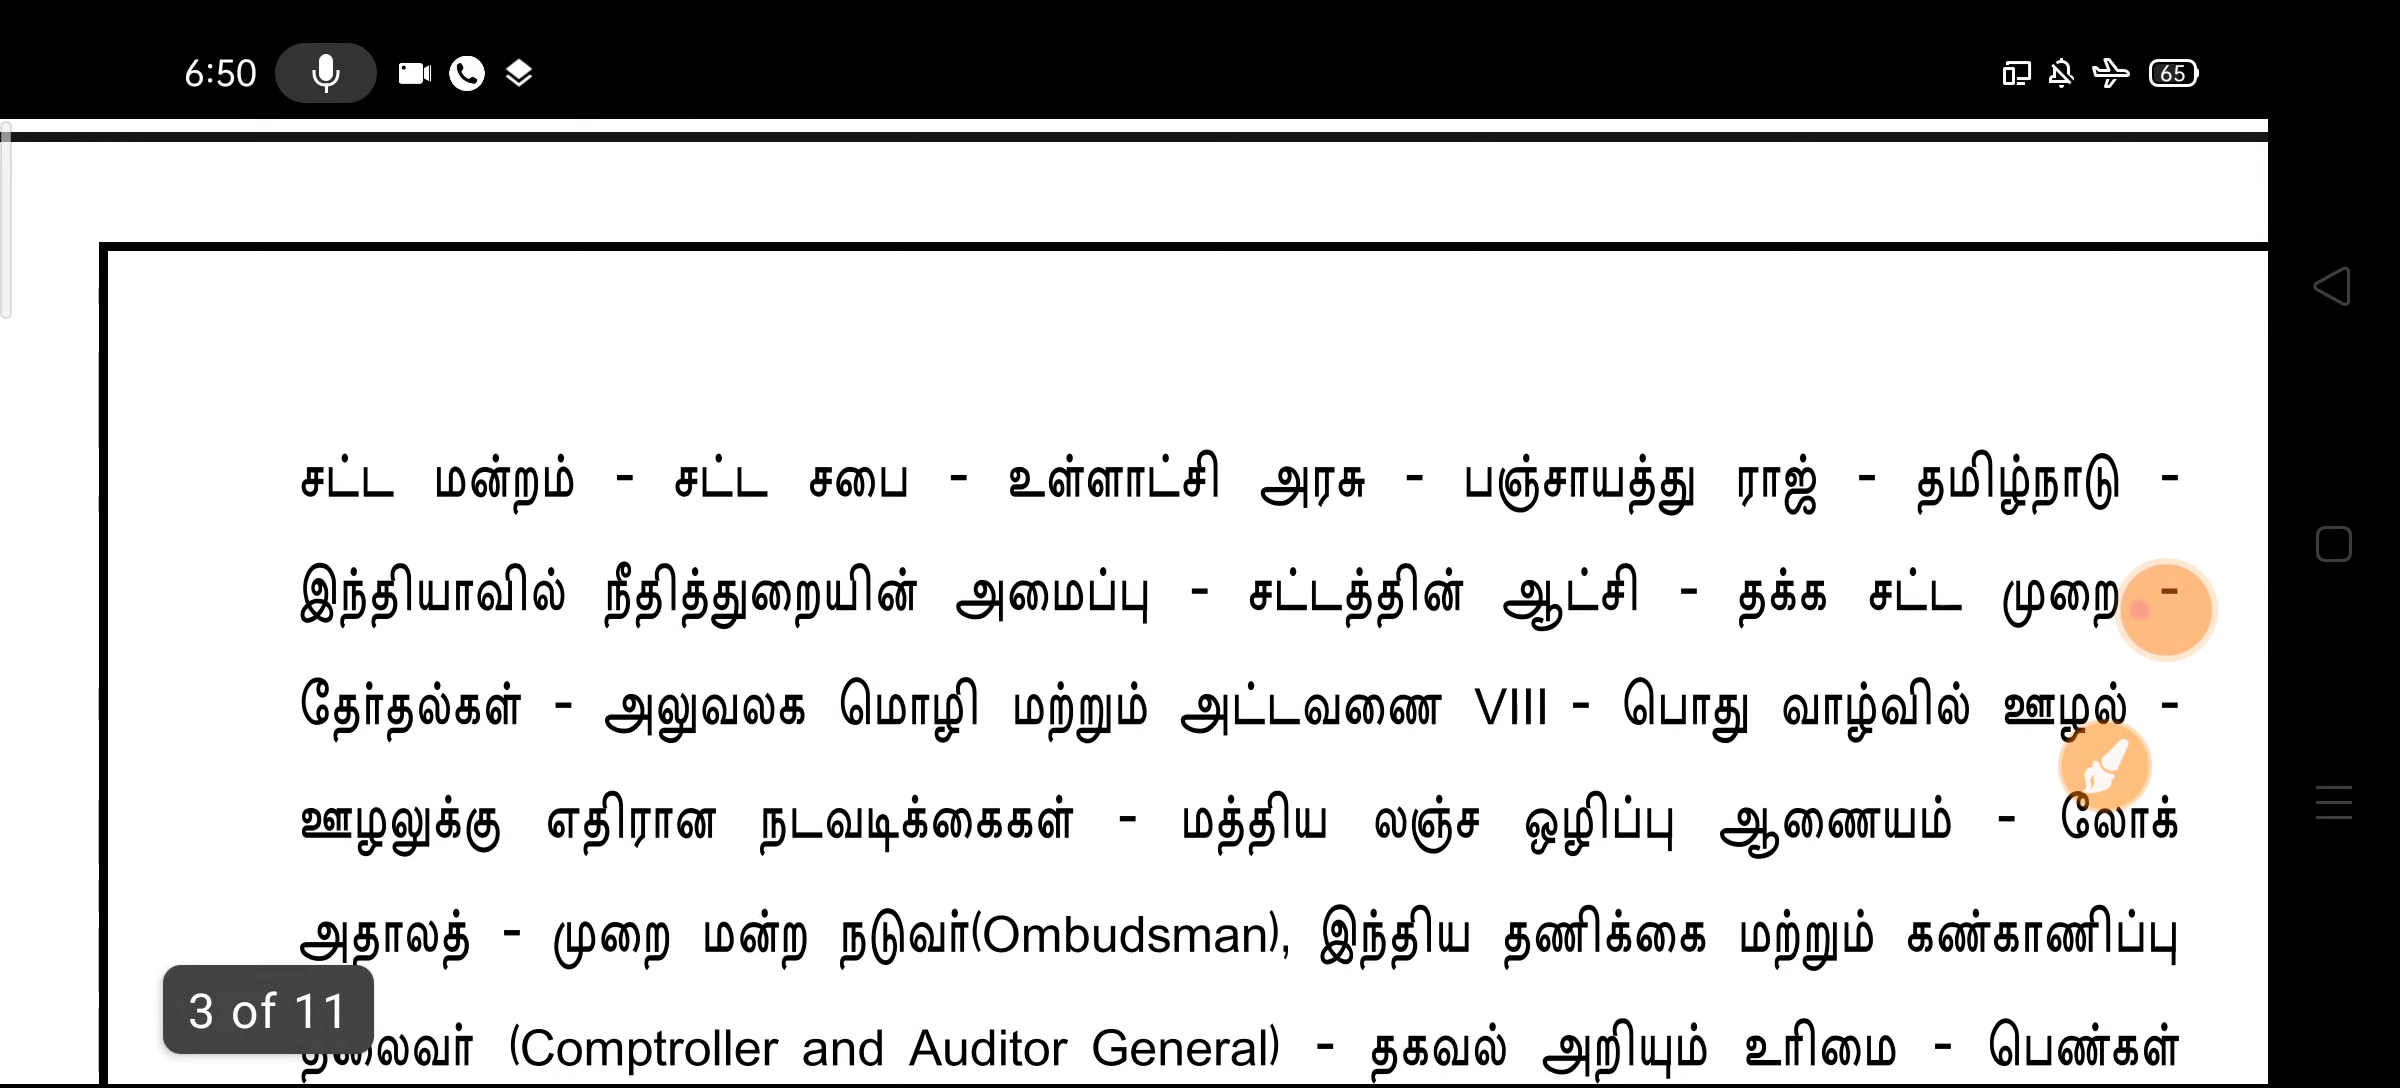 6:50
65
சட்ட மன்றம் - சட்ட சபை - உள்ளாட்சி அரசு - பஞ்சாயத்து ராஜ் - தமிழ்நாடு -
இந்தியாவில் நீதித்துறையின் அமைப்பு - சட்டத்தின் ஆட்சி - தக்க சட்ட முறை -
தேர்தல்கள் - அலுவலக மொழி மற்றும் அட்டவணை VIII - பொது வாழ்வில் ஊழல் -
ஊழலுக்கு எதிரான நடவடிக்கைகள் - மத்திய லஞ்ச ஒழிப்பு ஆணையம் - லோக்
அதாலத் - முறை மன்ற நடுவர்(Ombudsman), இந்திய தணிக்கை மற்றும் கண்காணிப்பு
3 of 11
தலைவர் (Comptroller and Auditor General) - தகவல் அறியும் உரிமை - பெண்கள்